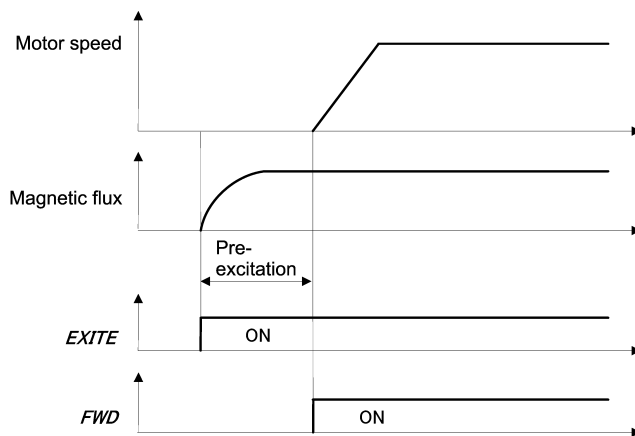 Motor speed
Magnetic flux
Pre-
excitation
EXITE
ON
FWD
ON